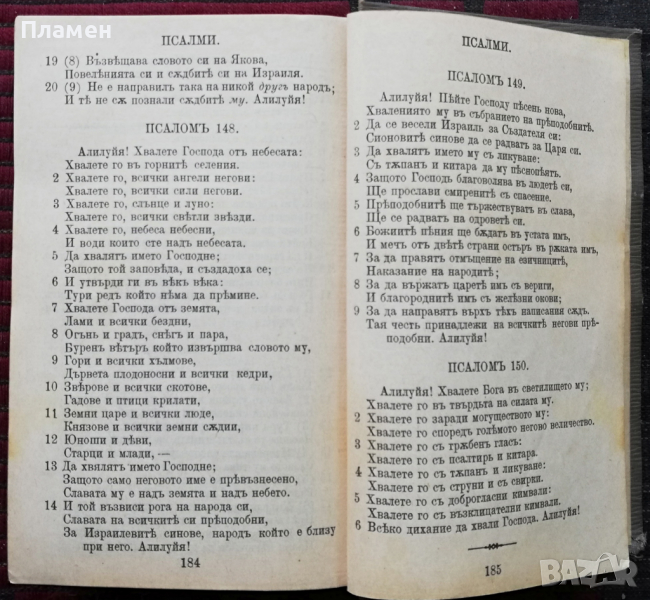 Пламен
ПСАЛМИ.
19 (8) Възвѣщава словото си на Якова,
Повелѣнията си и сѫдбитѣ си на Израиля.
20 (9) Не е направилъ така на никой другъ народъ;
И тѣ не сѫ познали сѫдбитѣ му. Алилуйя!
ПСАЛОМЪ 148.
Алилуйя! Хвалете Господа отъ небесата:
Хвалете го въ горнитѣ селения.
2 Хвалете го, всички ангели негови:
Хвалете го, всички сили негови.
3 Хвалете го, слънце и луно:
Хвалете го, всички свѣтли звѣзди.
4 Хвалете го, небеса небесни,
И води които сте надъ небесата.
5 Да хвалятъ името Господне;
Защото той заповѣда, и създадоха се;
6 И утвърди ги въ вѣкъ вѣка:
Тури редъ който нѣма да прѣмине.
7 Хвалете Господа отъ земята,
Лами и всички бездни,
8 Огънь и градъ, снѣгъ и пара,
Буренъ вѣтъръ който извършва словото му,
9 Гори и всички хълмове,
Дървета плодоносни и всички кедри,
10 Звѣрове и всички скотове,
Гадове и птици крилати,
11 Земни царе и всички люде,
Князове и всички земни сѫдии,
12 Юноши и дѣви,
Старци и млади, —
13 Да хвялятъ името Господне;
Защото само неговото име е прѣвъзнесено,
Славата му е надъ земята и надъ небето.
14 И той възвиси рога на народа си,
Славата на всичкитѣ си прѣподобни,
За Израилевитѣ синове, народъ който е близу
при него. Алилуйя!
184
ПСАЛМИ.
ПСАЛОМЪ 149.
Алилуйя! Пѣйте Господу пѣсень нова,
Хвалението му въ събранието на прѣподобнитѣ.
2 Да се весели Израиль за Създателя си:
Сионовитѣ синове да се радватъ за Царя си.
3 Да хвалятъ името му съ ликуване:
Съ тѫпанъ и китара да му пѣснопѣятъ.
4 Защото Господь благоволява въ людетѣ си,
Ще прослави смиренитѣ съ спасение.
5 Прѣподобнитѣ ще тържествуватъ въ слава,
Ще се радватъ на одроветѣ си.
6 Божиитѣ пѣния ще бѫдатъ въ устата имъ,
И мечъ отъ двѣтѣ страни остъръ въ рѫката имъ,
7 За да правятъ отмъщение на езичницитѣ,
Наказание на народитѣ;
8 За да вържатъ царетѣ имъ съ вериги,
И благороднитѣ имъ съ желѣзни окови;
9 За да направятъ върхъ тѣхъ написания сѫдъ.
Тая честь принадлежи на всичкитѣ негови прѣ-
подобни. Алилуйя!
ПСАЛОМЪ 150.
Алилуйя! Хвалете Бога въ светилището му;
Хвалете го въ твърдьта на силата му.
2 Хвалете го заради могуществото му:
Хвалете го споредъ голѣмото негово величество.
3 Хвалете го съ трѫбенъ гласъ:
Хвалете го съ псалтирь и китара.
4 Хвалете го съ тѫпанъ и ликуване:
Хвалете го съ струни и съ свирки.
5 Хвалете го съ доброгласни кимвали:
Хвалете го съ възклицателни кимвали.
6 Всѣко дихание да хвали Господа. Алилуйя!
185
bazar.bg